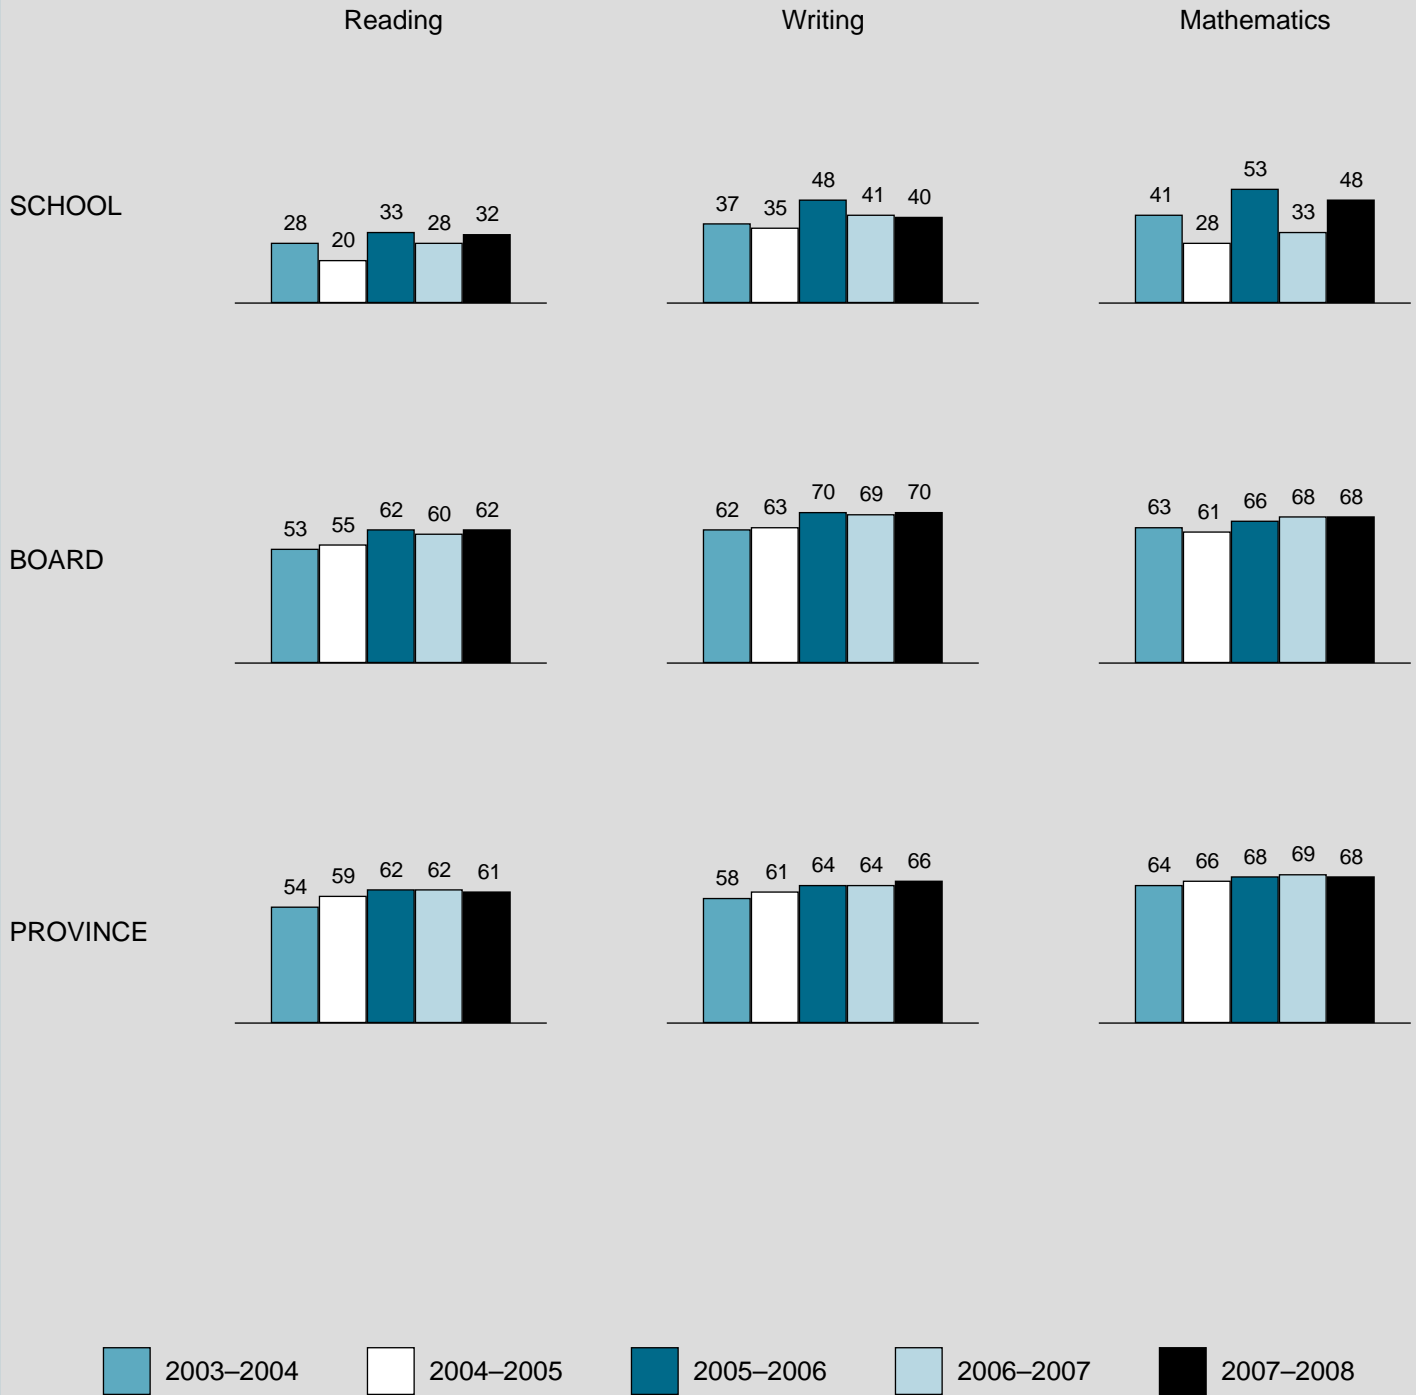 Reading Writing Mathematics
SCHOOL
28 20 33 28 32
37 35 48 41 40
41 28 53 33 48
BOARD
53 55 62 60 62
62 63 70 69 70
63 61 66 68 68
PROVINCE
54 59 62 62 61
58 61 64 64 66
64 66 68 69 68
2003–2004 2004–2005 2005–2006 2006–2007 2007–2008